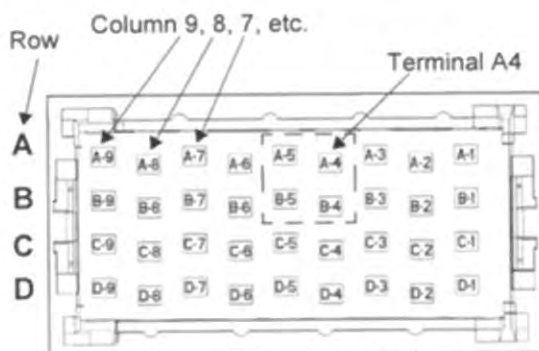 Column 9, 8, 7, etc.
Row
Terminal A4
A A-9 A-8 A-7 A-6 A-5 A-4 A-3 A-2 A-1
B B-9 B-8 B-7 B-6 B-5 B-4 B-3 B-2 B-1
C C-9 C-8 C-7 C-6 C-5 C-4 C-3 C-2 C-1
D D-9 D-8 D-7 D-6 D-5 D-4 D-3 D-2 D-1